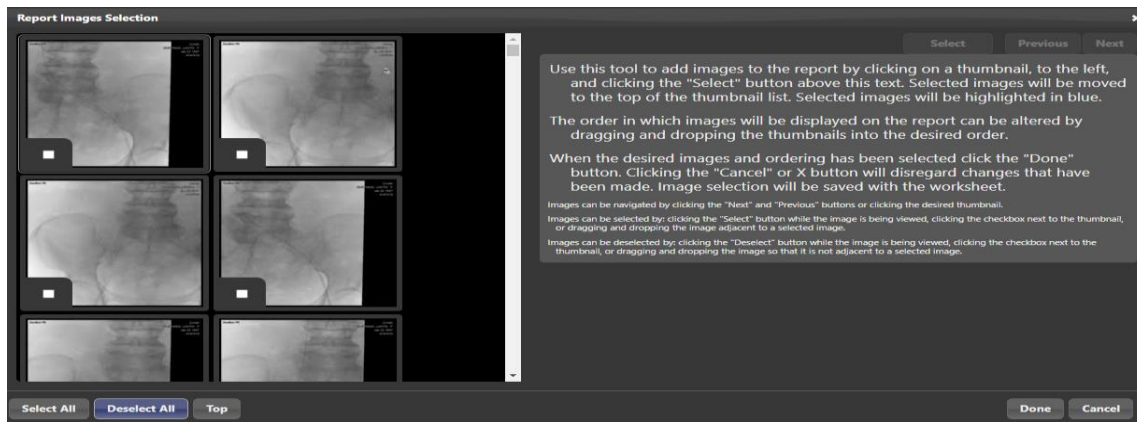 Report Images Selection
Select Previous Next
Use this tool to add images to the report by clicking on a thumbnail, to the left,
and clicking the "Select" button above this text. Selected images will be moved
to the top of the thumbnail list. Selected images will be highlighted in blue.
The order in which images will be displayed on the report can be altered by
dragging and dropping the thumbnails into the desired order.
When the desired images and ordering has been selected click the "Done"
button. Clicking the "Cancel" or X button will disregard changes that have
been made. Image selection will be saved with the worksheet.
Images can be navigated by clicking the "Next" and "Previous" buttons or clicking the desired thumbnail.
Images can be selected by: clicking the "Select" button while the image is being viewed, clicking the checkbox next to the thumbnail,
or dragging and dropping the image adjacent to a selected image.
Images can be deselected by: clicking the "Deselect" button while the image is being viewed, clicking the checkbox next to the
thumbnail, or dragging and dropping the image so that it is not adjacent to a selected image.
Select All Deselect All Top Done Cancel